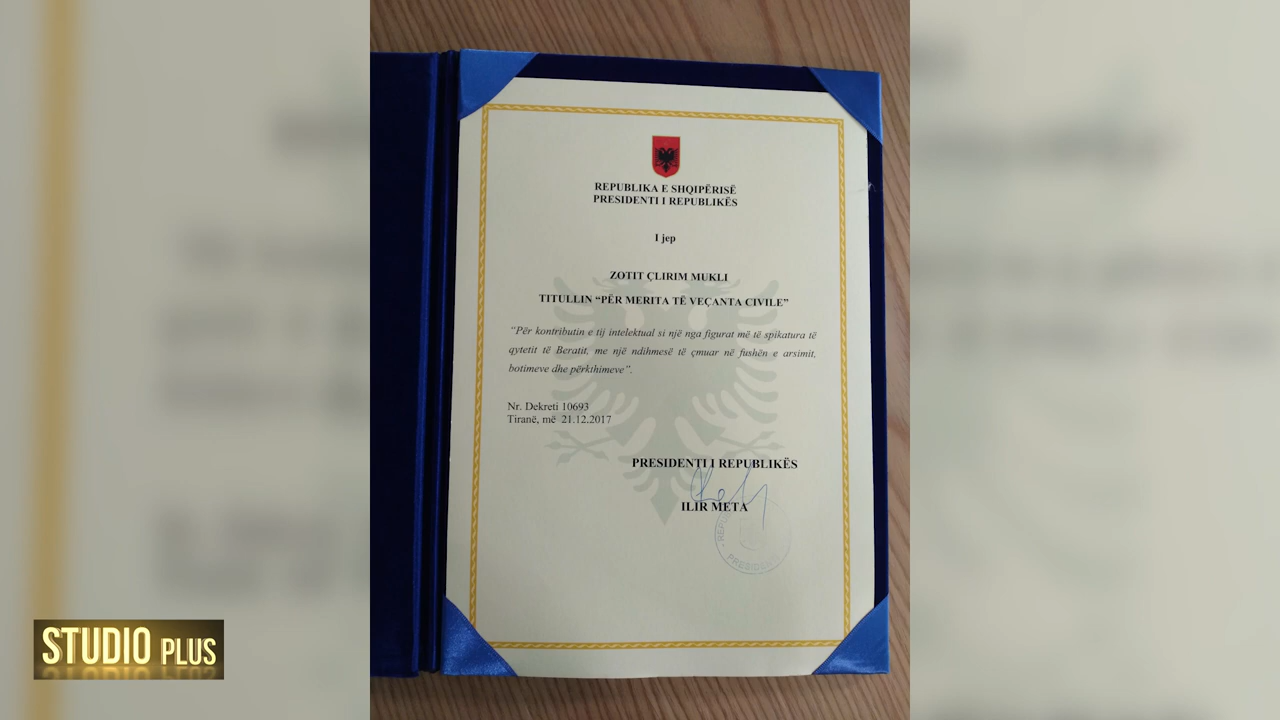 REPUBLIKA E SHQIPËRISË
PRESIDENTI I REPUBLIKËS
I jep
ZOTIT ÇLIRIM MUKLI
TITULLIN “PËR MERITA TË VEÇANTA CIVILE”
“Për kontributin e tij intelektual si një nga figurat më të spikatura të
qytetit të Beratit, me një ndihmesë të çmuar në fushën e arsimit,
botimeve dhe përkthimeve”.
Nr. Dekreti 10693
Tiranë, më 21.12.2017
PRESIDENTI I REPUBLIKËS
ILIR META
STUDIO PLUS